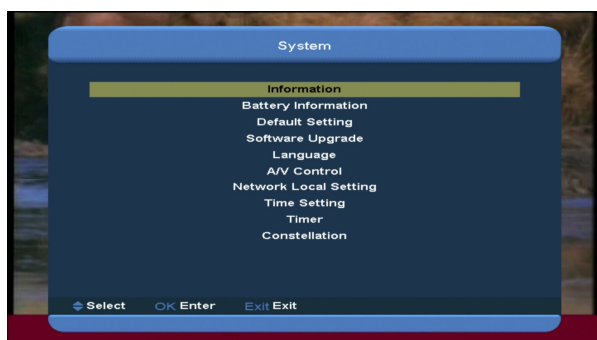 System
Information
Battery Information
Default Setting
Software Upgrade
Language
A/V Control
Network Local Setting
Time Setting
Timer
Constellation
Select OK Enter Exit Exit